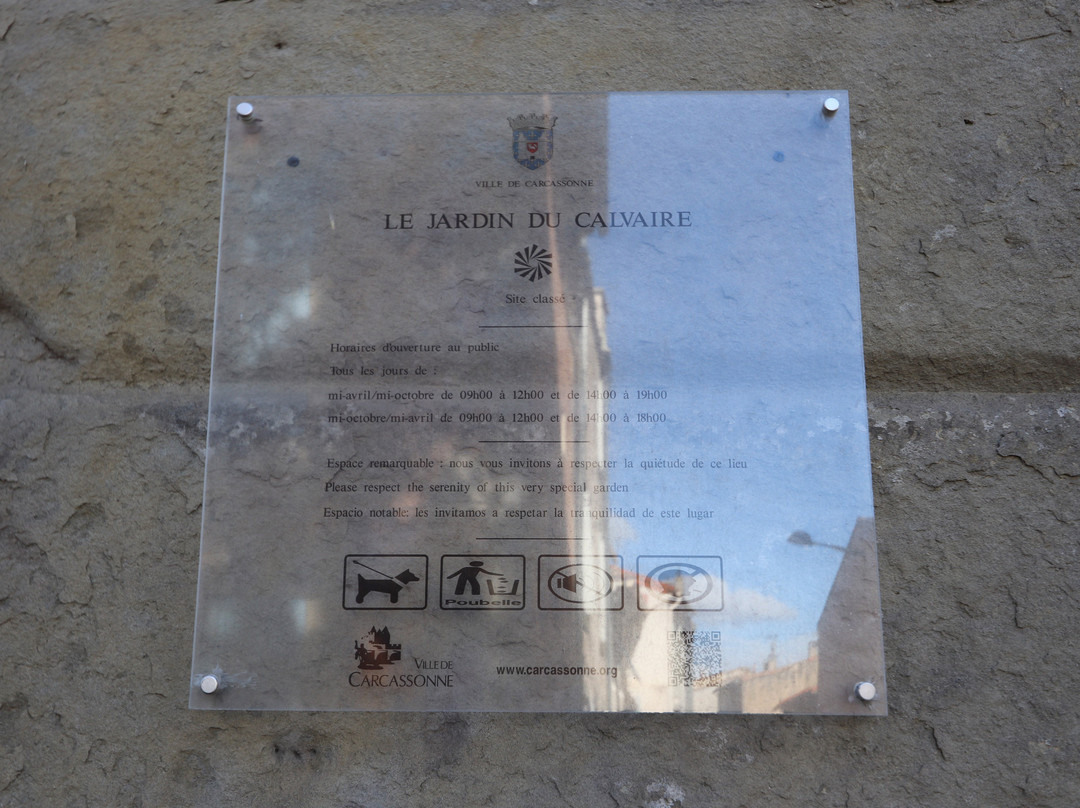 VILLE DE CARCASSONNE
LE JARDIN DU CALVAIRE
Site classé
Horaires d'ouverture au public
Tous les jours de :
mi-avril/mi-octobre de 09h00 à 12h00 et de 14h00 à 19h00
mi-octobre/mi-avril de 09h00 à 12h00 et de 14h00 à 18h00
Espace remarquable : nous vous invitons à respecter la quiétude de ce lieu
Please respect the serenity of this very special garden
Espacio notable: les invitamos a respetar la tranquilidad de este lugar
Poubelle
VILLE DE
CARCASSONNE
www.carcassonne.org